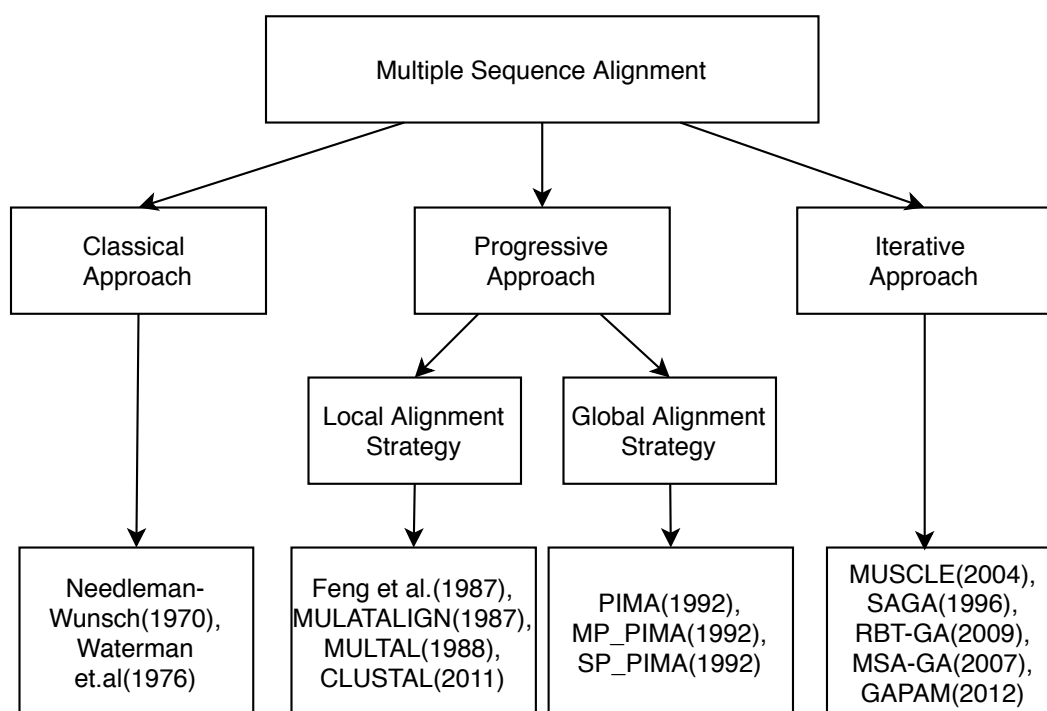 Multiple Sequence Alignment
Classical
Approach
Progressive
Approach
Iterative
Approach
Local Alignment
Strategy
Global Alignment
Strategy
Needleman-
Wunsch(1970),
Waterman
et.al(1976)
Feng et al.(1987),
MULATALIGN(1987),
MULTAL(1988),
CLUSTAL(2011)
PIMA(1992),
MP_PIMA(1992),
SP_PIMA(1992)
MUSCLE(2004),
SAGA(1996),
RBT-GA(2009),
MSA-GA(2007),
GAPAM(2012)